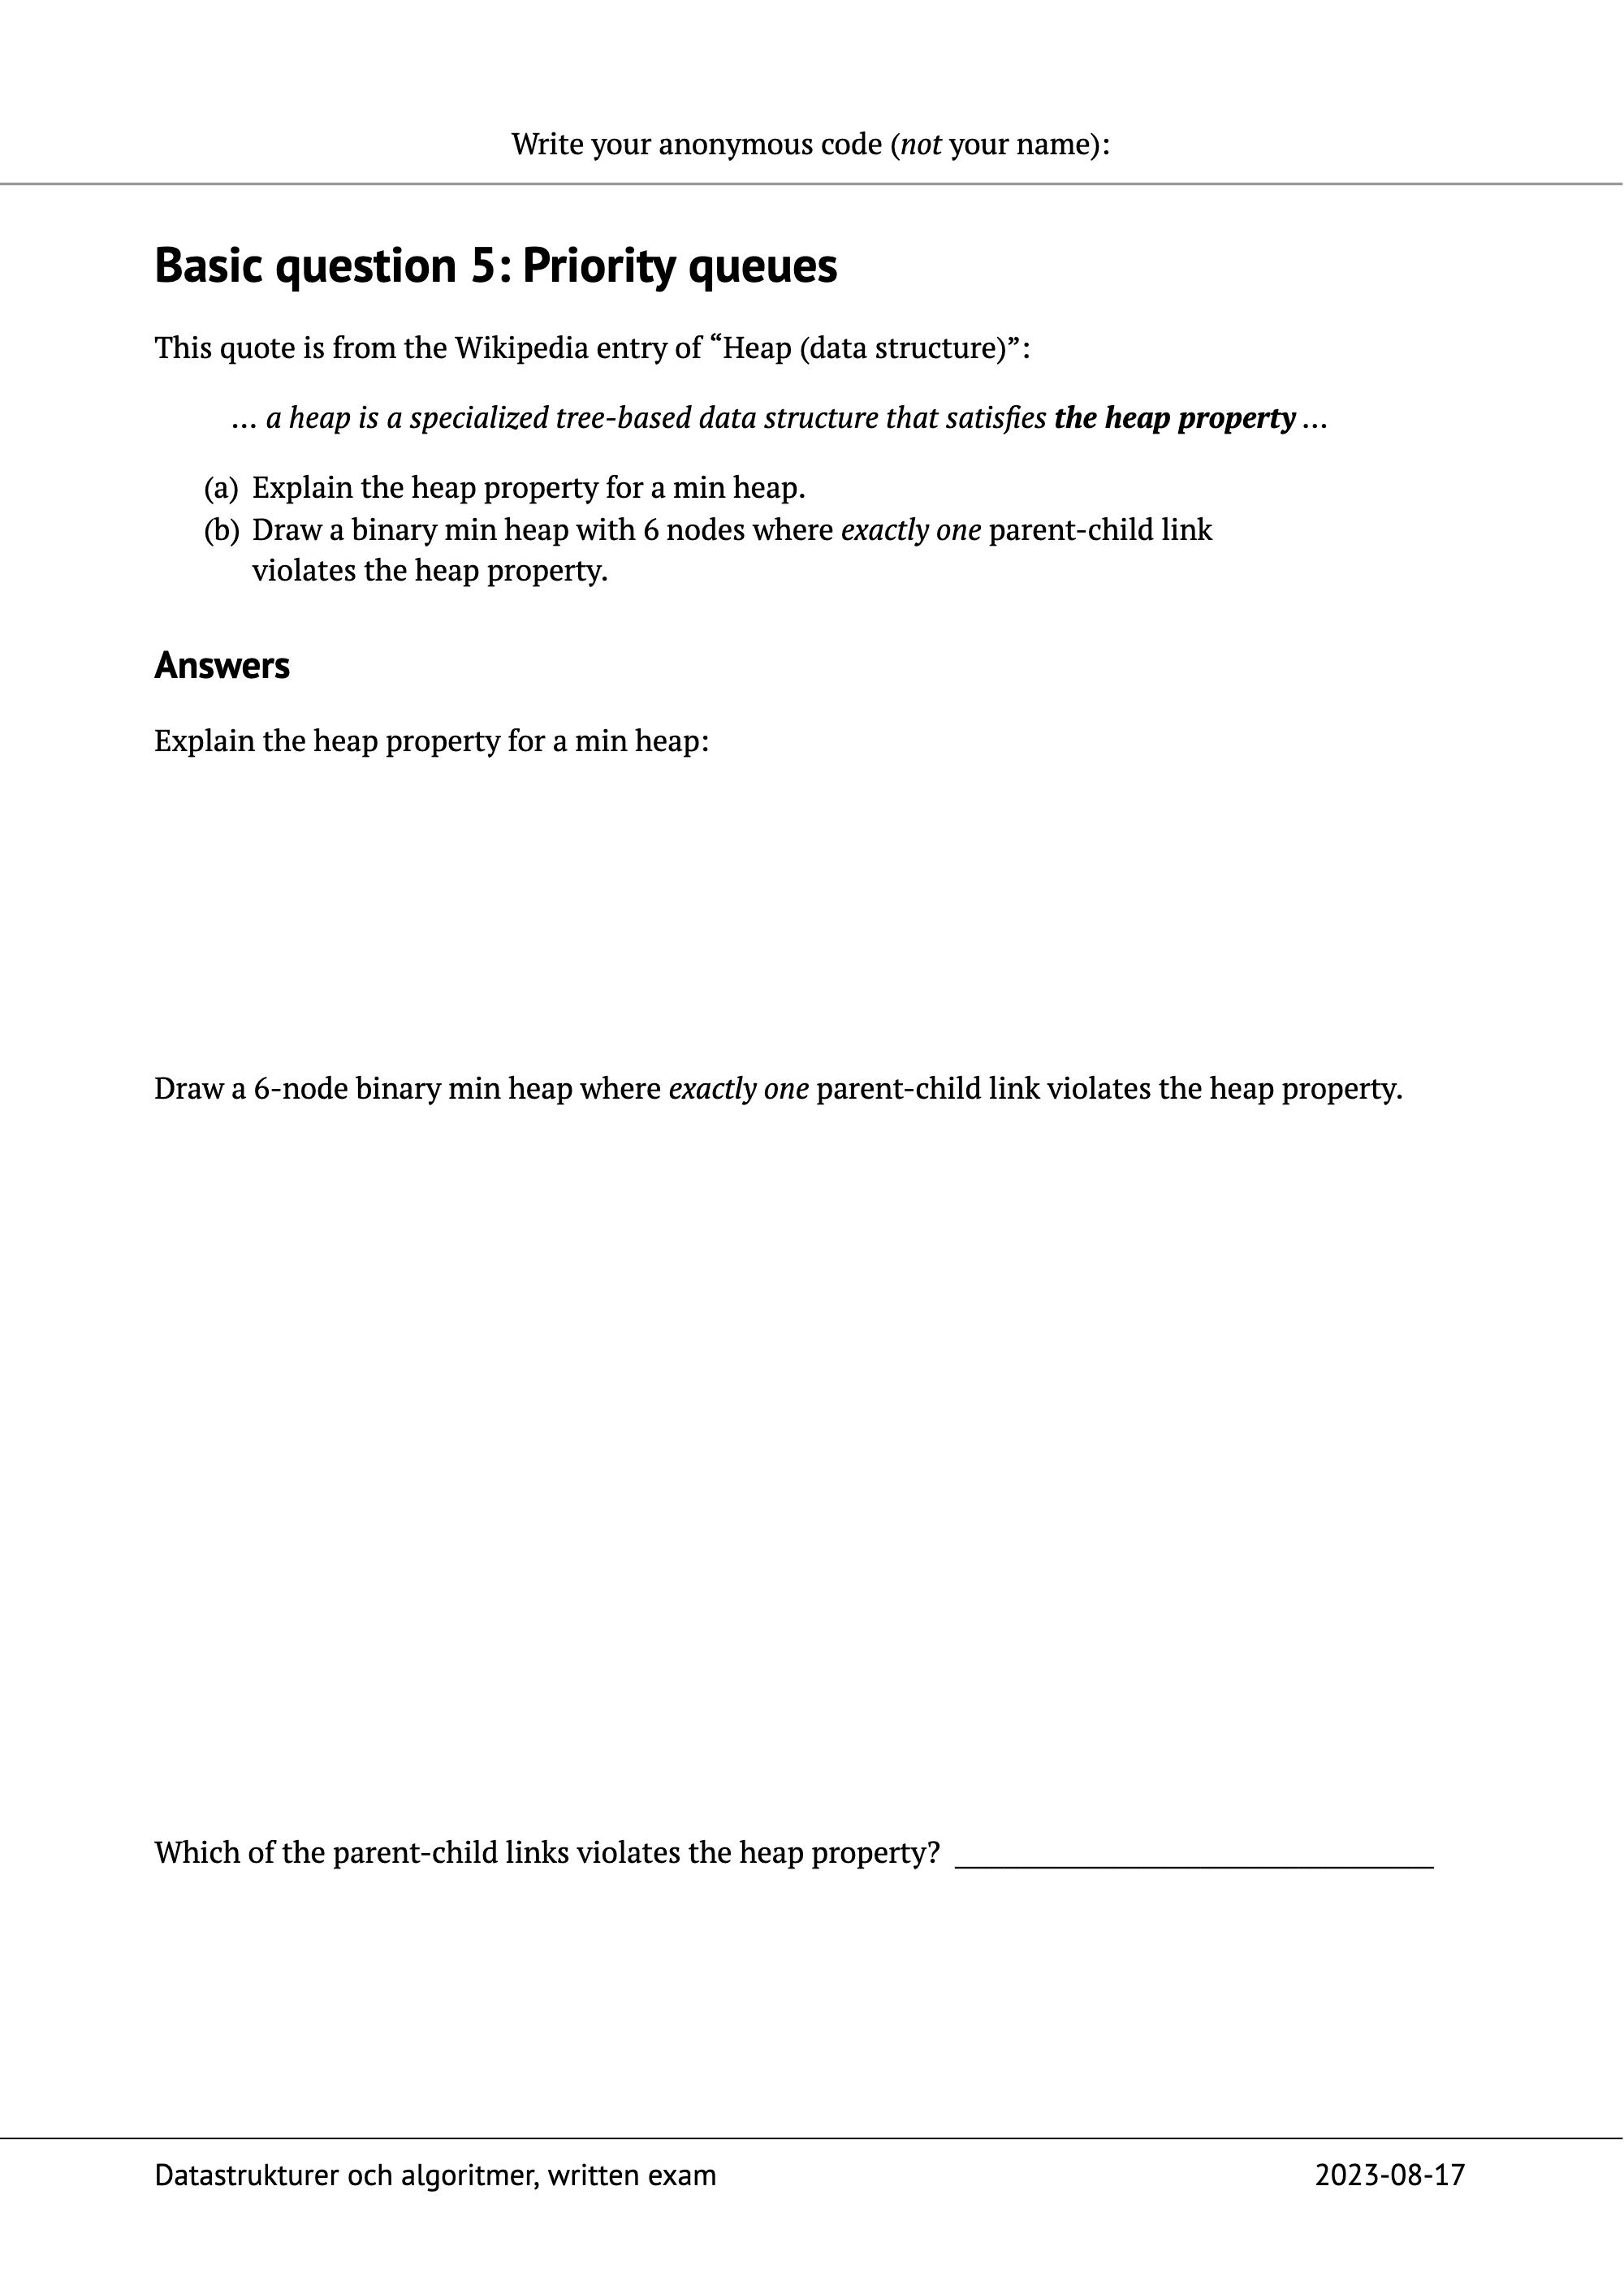 Write your anonymous code (not your name):
Basic question 5: Priority queues
This quote is from the Wikipedia entry of “Heap (data structure)”:
… a heap is a specialized tree-based data structure that satisfies the heap property …
(a) Explain the heap property for a min heap.
(b) Draw a binary min heap with 6 nodes where exactly one parent-child link
violates the heap property.
Answers
Explain the heap property for a min heap:
Draw a 6-node binary min heap where exactly one parent-child link violates the heap property.
Which of the parent-child links violates the heap property?
Datastrukturer och algoritmer, written exam 2023-08-17